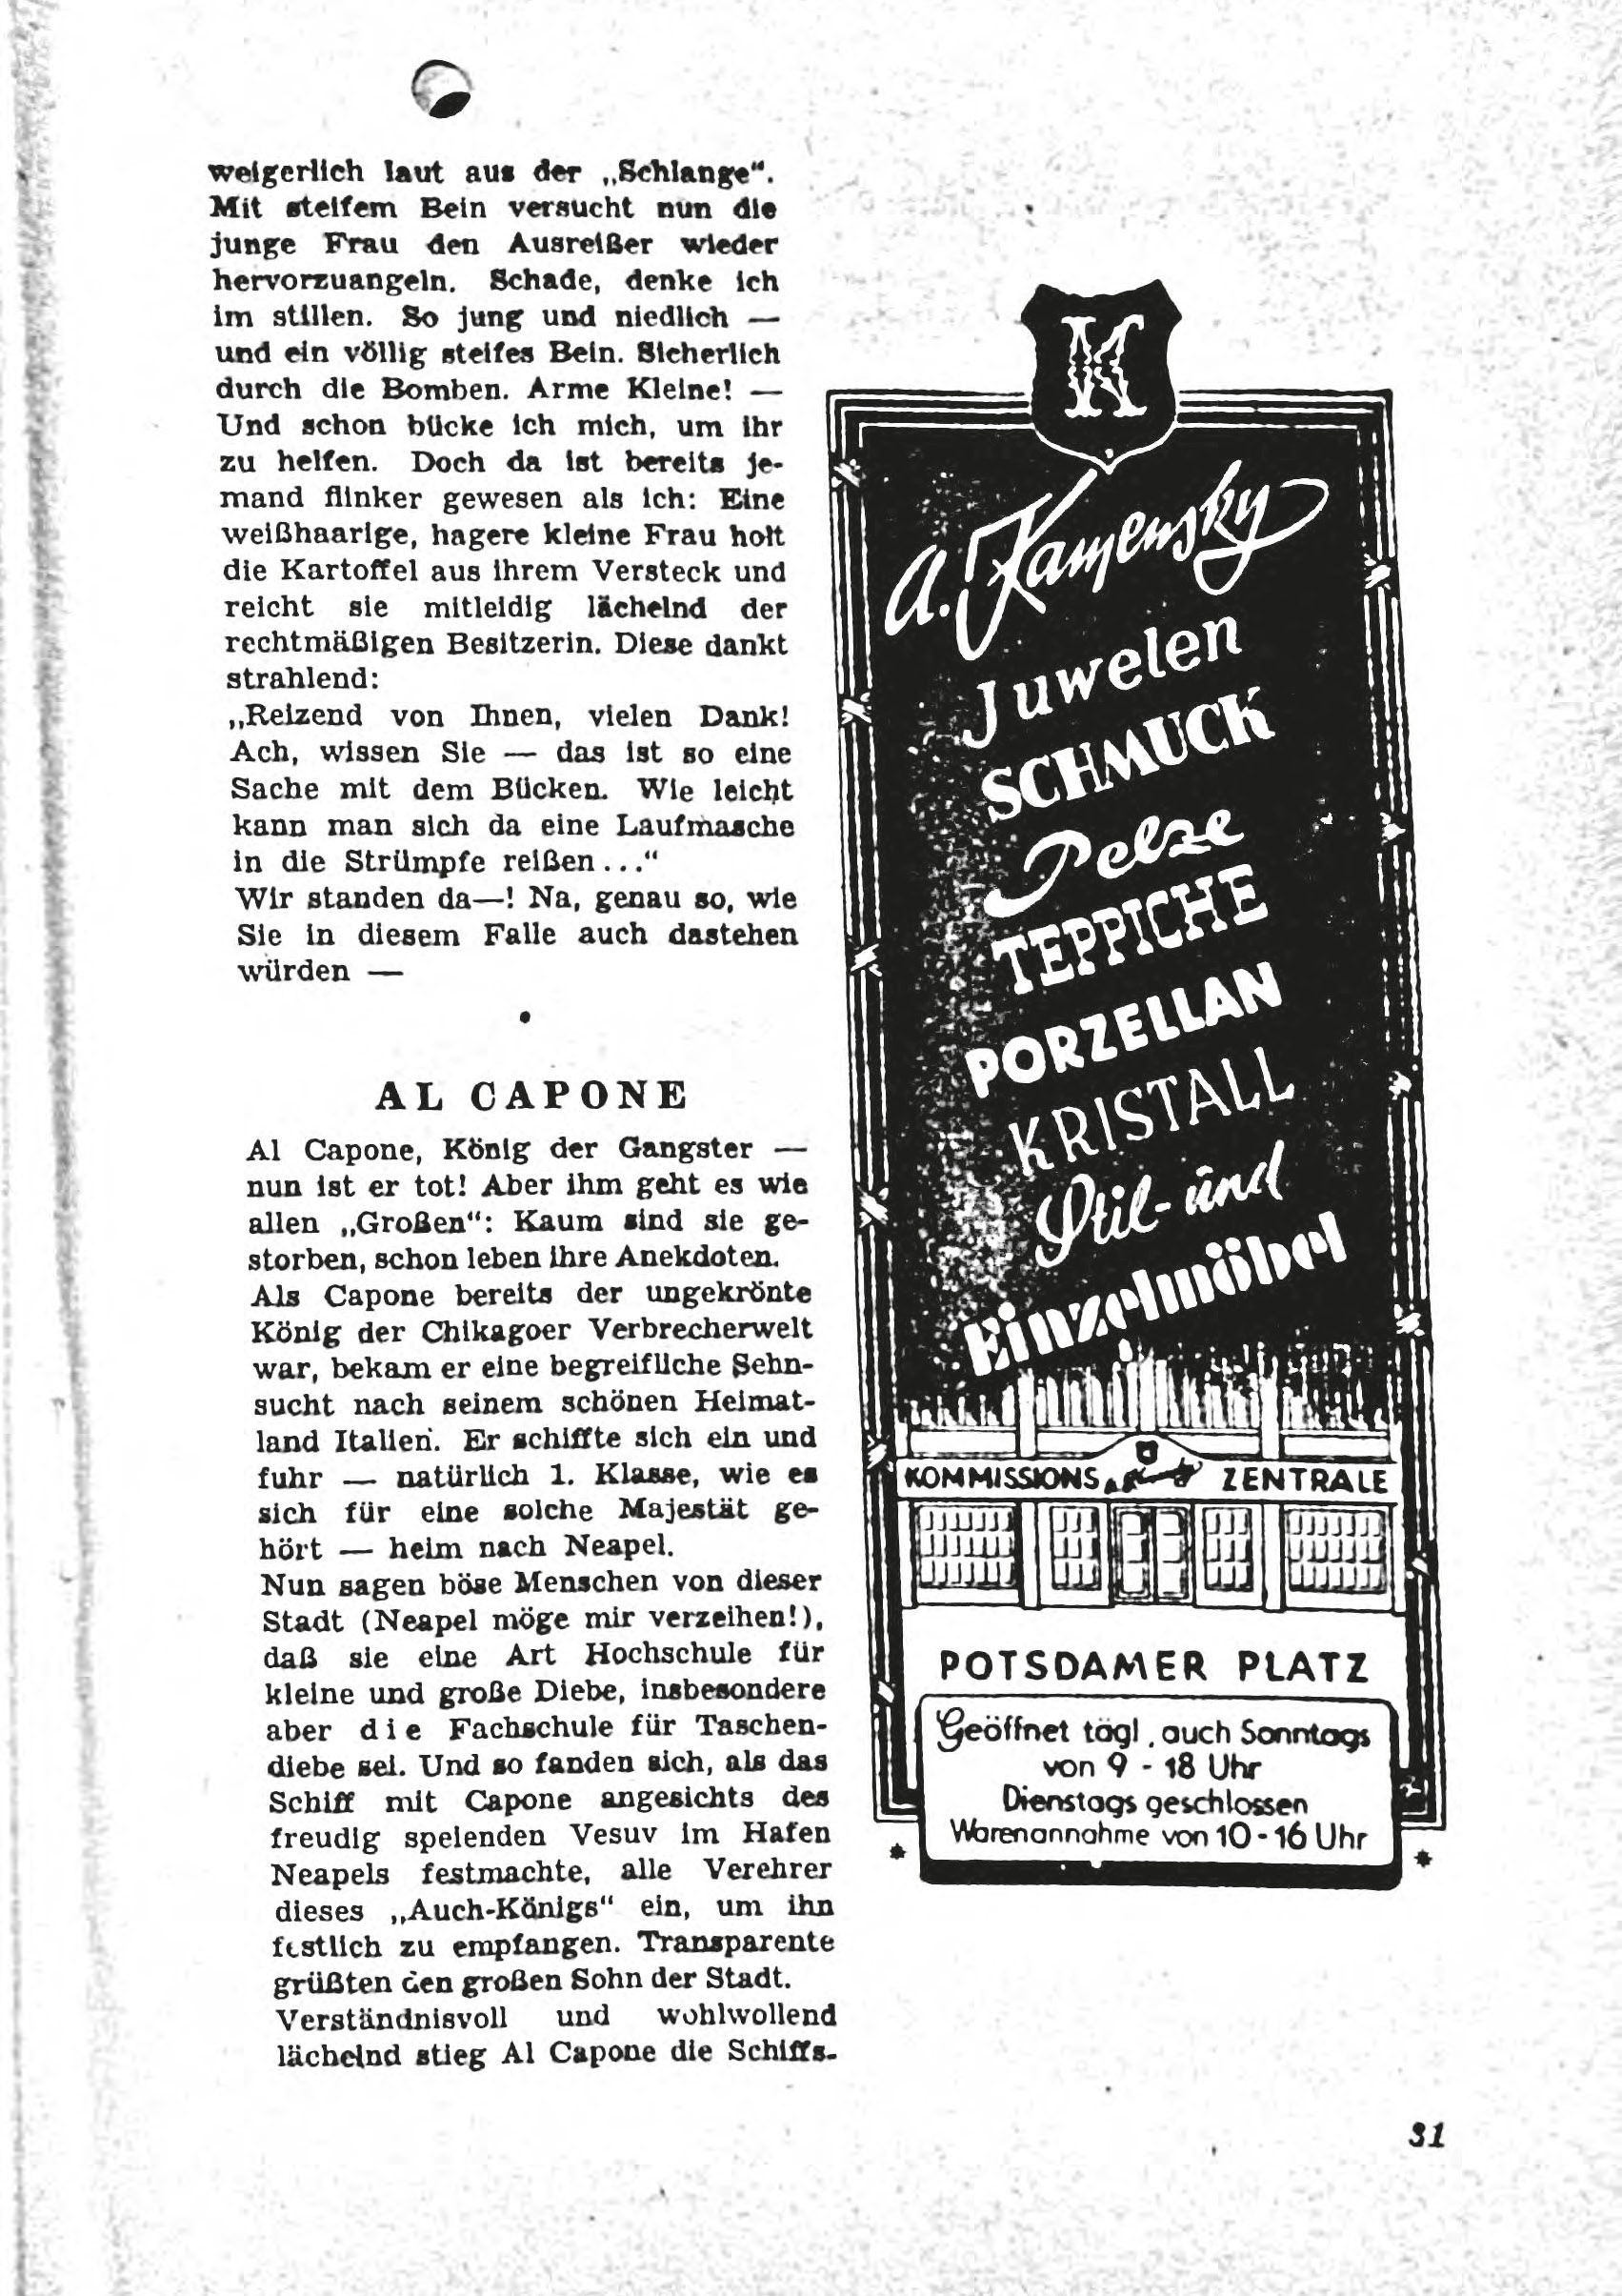 weigerlich laut aus der „Schlange“.
Mit steifem Bein versucht nun die
junge Frau den Ausreißer wieder
hervorzuangeln. Schade, denke ich
im stillen. So jung und niedlich —
und ein völlig steifes Bein. Sicherlich
durch die Bomben. Arme Kleine! —
Und schon bücke ich mich, um ihr
zu helfen. Doch da ist bereits je-
mand flinker gewesen als ich: Eine
weißhaarige, hagere kleine Frau holt
die Kartoffel aus ihrem Versteck und
reicht sie mitleidig lächelnd der
rechtmäßigen Besitzerin. Diese dankt
strahlend:
„Reizend von Ihnen, vielen Dank!
Ach, wissen Sie — das ist so eine
Sache mit dem Bücken. Wie leicht
kann man sich da eine Laufmasche
in die Strümpfe reißen...“
Wir standen da—! Na, genau so, wie
Sie in diesem Falle auch dastehen
würden —
•
AL CAPONE
Al Capone, König der Gangster —
nun ist er tot! Aber ihm geht es wie
allen „Großen“: Kaum sind sie ge-
storben, schon leben ihre Anekdoten.
Als Capone bereits der ungekrönte
König der Chikagoer Verbrecherwelt
war, bekam er eine begreifliche Sehn-
sucht nach seinem schönen Heimat-
land Italien. Er schiffte sich ein und
fuhr — natürlich 1. Klasse, wie es
sich für eine solche Majestät ge-
hört — heim nach Neapel.
Nun sagen böse Menschen von dieser
Stadt (Neapel möge mir verzeihen!),
daß sie eine Art Hochschule für
kleine und große Diebe, insbesondere
aber die Fachschule für Taschen-
diebe sei. Und so fanden sich, als das
Schiff mit Capone angesichts des
freudig speienden Vesuv im Hafen
Neapels festmachte, alle Verehrer
dieses „Auch-Königs“ ein, um ihn
festlich zu empfangen. Transparente
grüßten den großen Sohn der Stadt.
Verständnisvoll und wohlwollend
lächelnd stieg Al Capone die Schiffs-
A. Kamensky
Juwelen
SCHMUCK
Pelze
TEPPICHE
PORZELLAN
KRISTALL
Stil- und
Einzelmöbel
KOMMISSIONS ZENTRALE
POTSDAMER PLATZ
Geöffnet tägl. auch Sonntags
von 9 - 18 Uhr
Dienstags geschlossen
Warenannahme von 10 - 16 Uhr
31